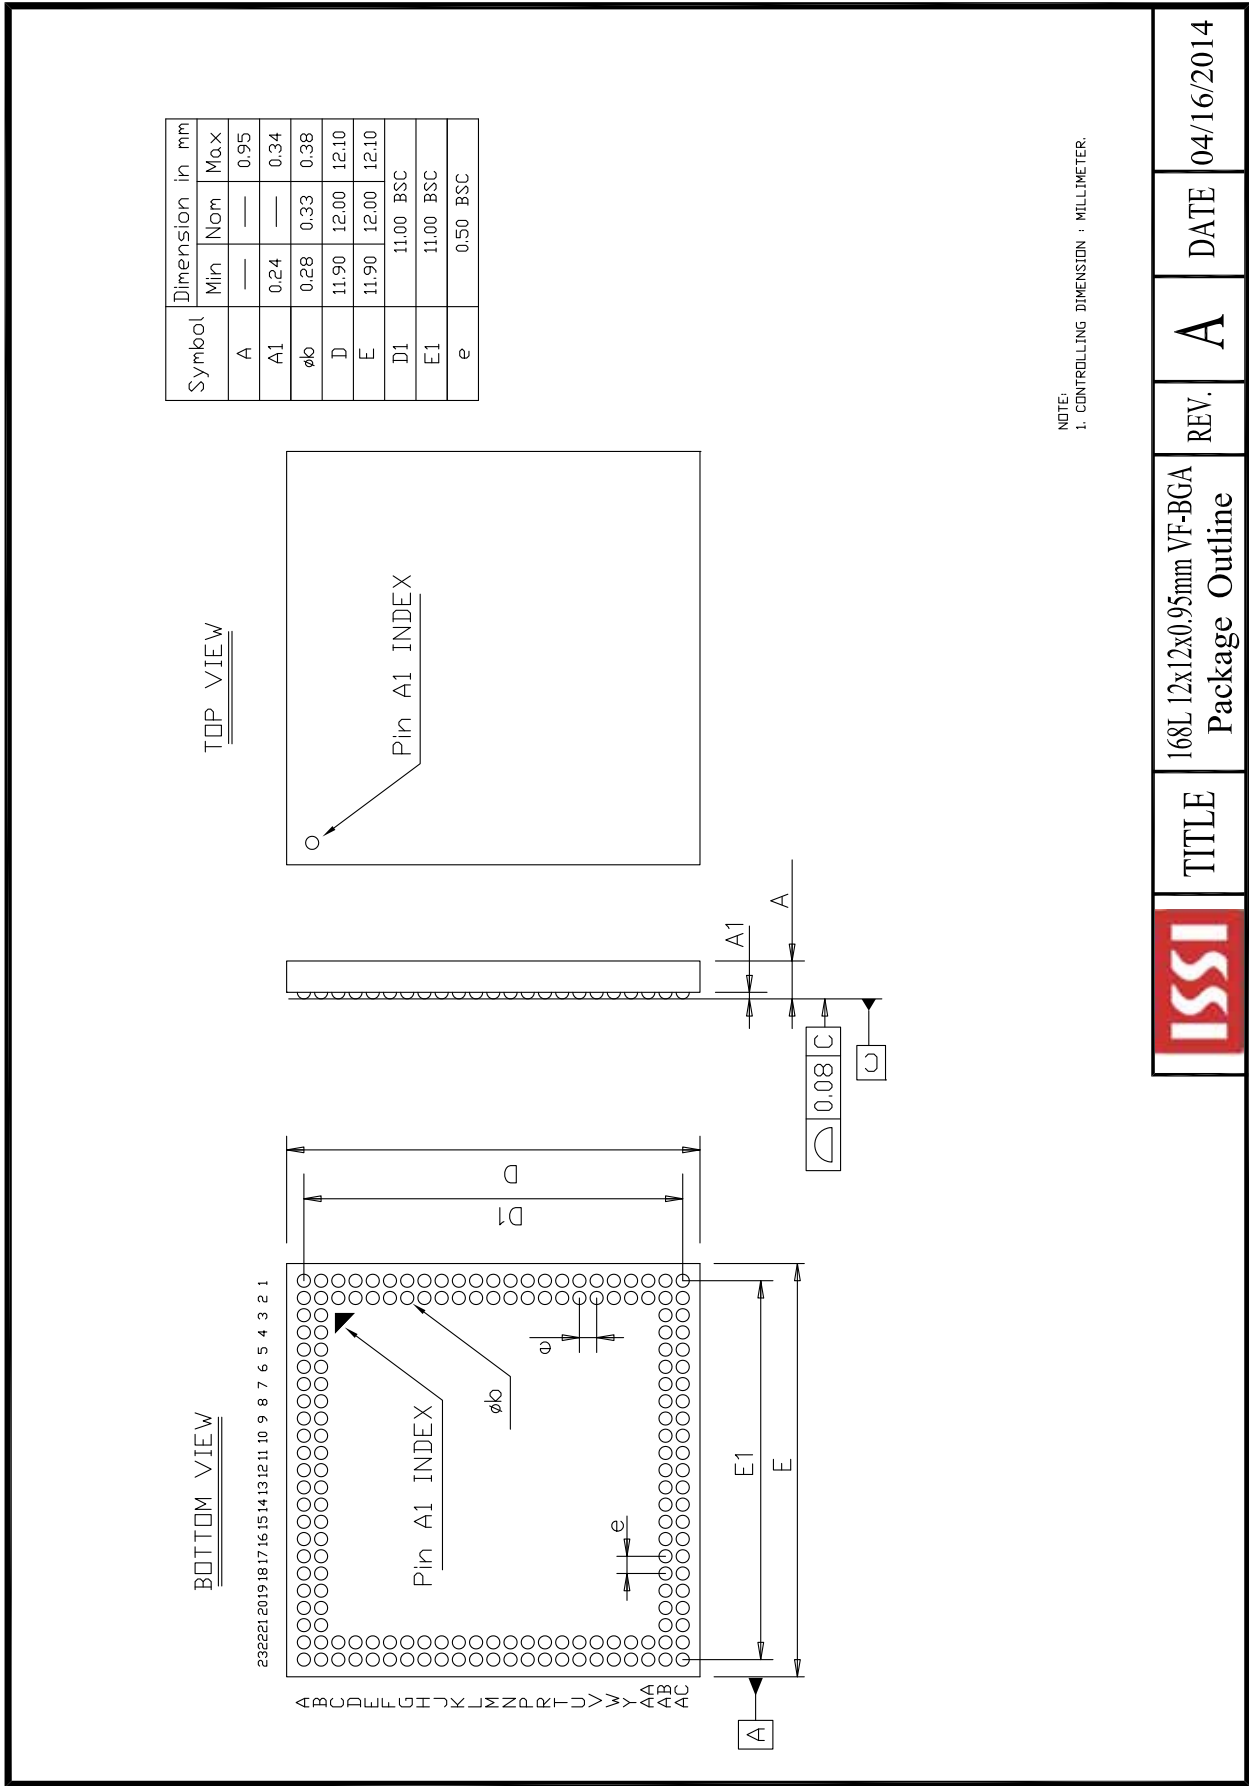 BOTTOM VIEW
23 22 21 20 19 18 17 16 15 14 13 12 11 10 9 8 7 6 5 4 3 2 1
A
B
C
D
E
F
G
H
J
K
L
M
N
P
R
T
U
V
W
Y
AA
AB
AC
Pin A1 INDEX
øb
e
e
E1
E
A
D1
D
A1
A
0.08 C
C
TOP VIEW
Pin A1 INDEX
Symbol Dimension in mm
Min Nom Max
A — — 0.95
A1 0.24 — 0.34
øb 0.28 0.33 0.38
D 11.90 12.00 12.10
E 11.90 12.00 12.10
D1 11.00 BSC
E1 11.00 BSC
e 0.50 BSC
NOTE:
1. CONTROLLING DIMENSION : MILLIMETER.
ISSI
TITLE
168L 12x12x0.95mm VF-BGA
Package Outline
REV.
A
DATE
04/16/2014